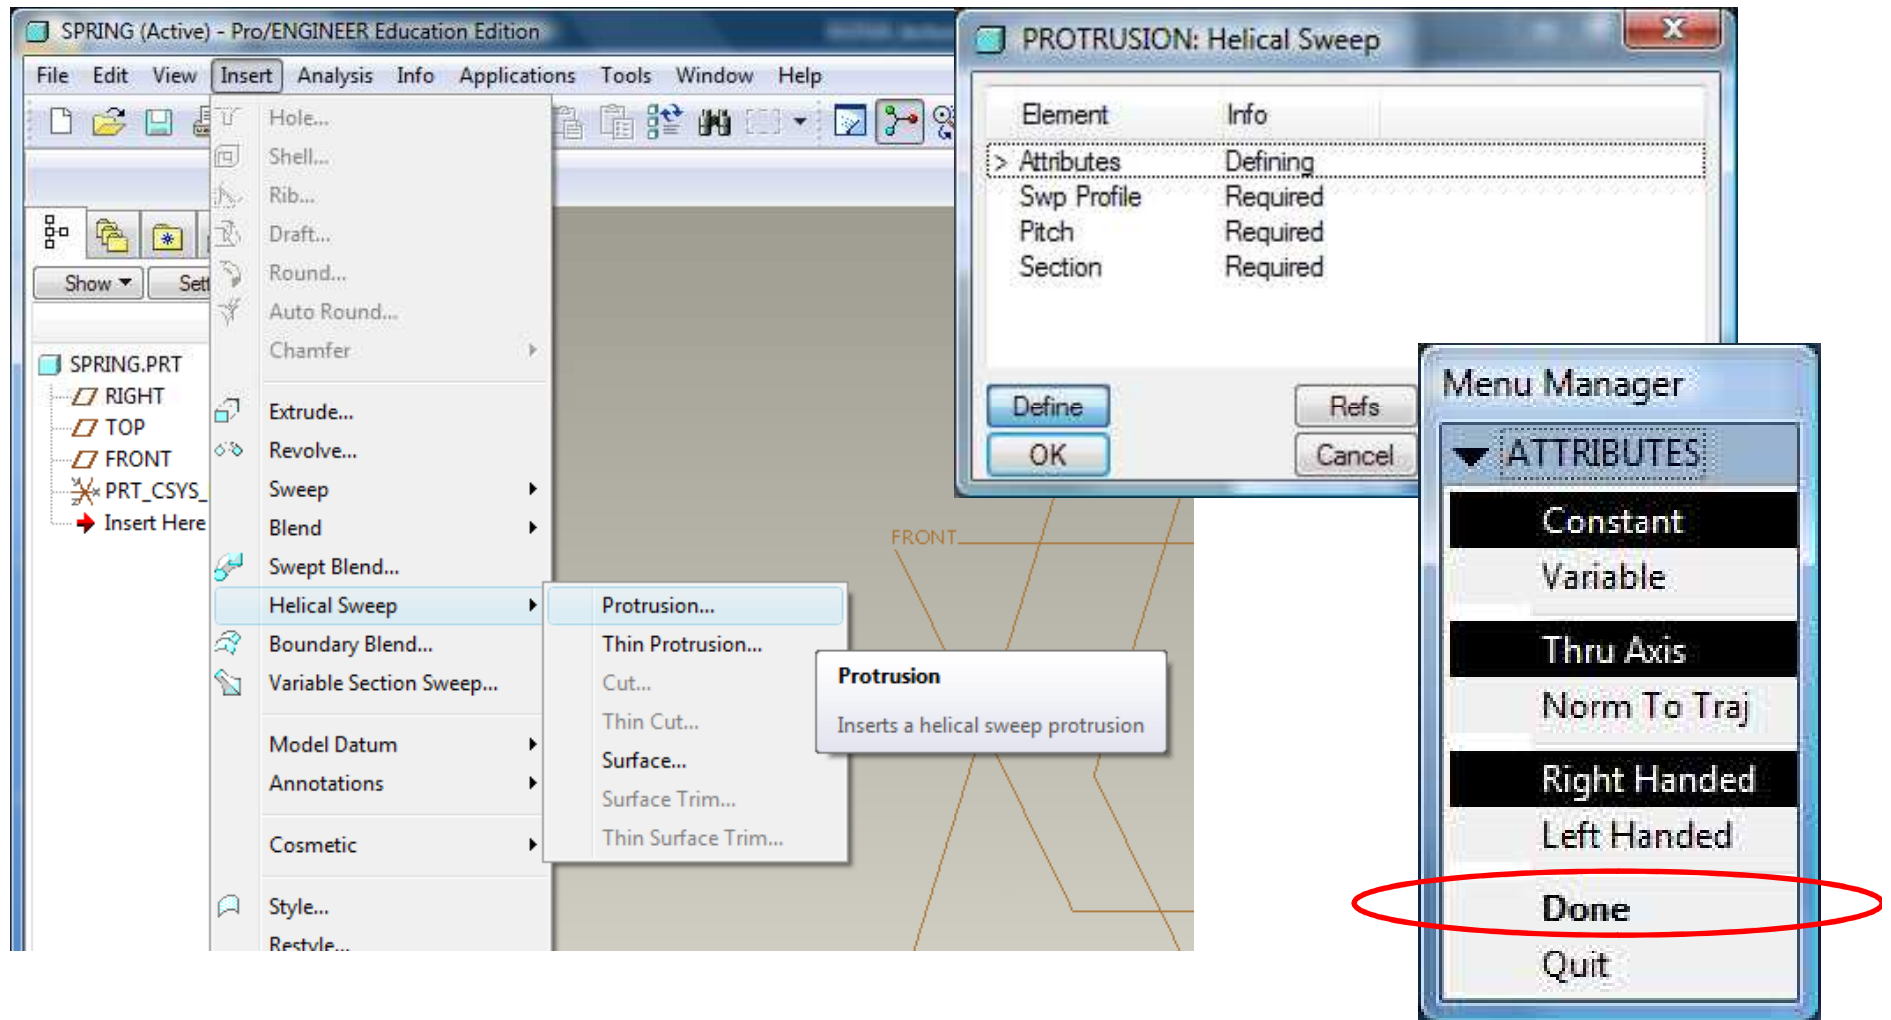 SPRING (Active) - Pro/ENGINEER Education Edition
File Edit View Insert Analysis Info Applications Tools Window Help
Hole...
Shell...
Rib...
Draft...
Round...
Auto Round...
Chamfer
Extrude...
Revolve...
Sweep
Blend
Swept Blend...
Helical Sweep
Boundary Blend...
Variable Section Sweep...
Model Datum
Annotations
Cosmetic
Style...
Restyle...
Show
SPRING.PRT
RIGHT
TOP
FRONT
PRT_CSYS_
Insert Here
Protrusion...
Thin Protrusion...
Cut...
Thin Cut...
Surface...
Surface Trim...
Thin Surface Trim...
Protrusion
Inserts a helical sweep protrusion
FRONT
PROTRUSION: Helical Sweep
Element Info
> Attributes Defining
Swp Profile Required
Pitch Required
Section Required
Define Refs
OK Cancel
Menu Manager
ATTRIBUTES
Constant
Variable
Thru Axis
Norm To Traj
Right Handed
Left Handed
Done
Quit